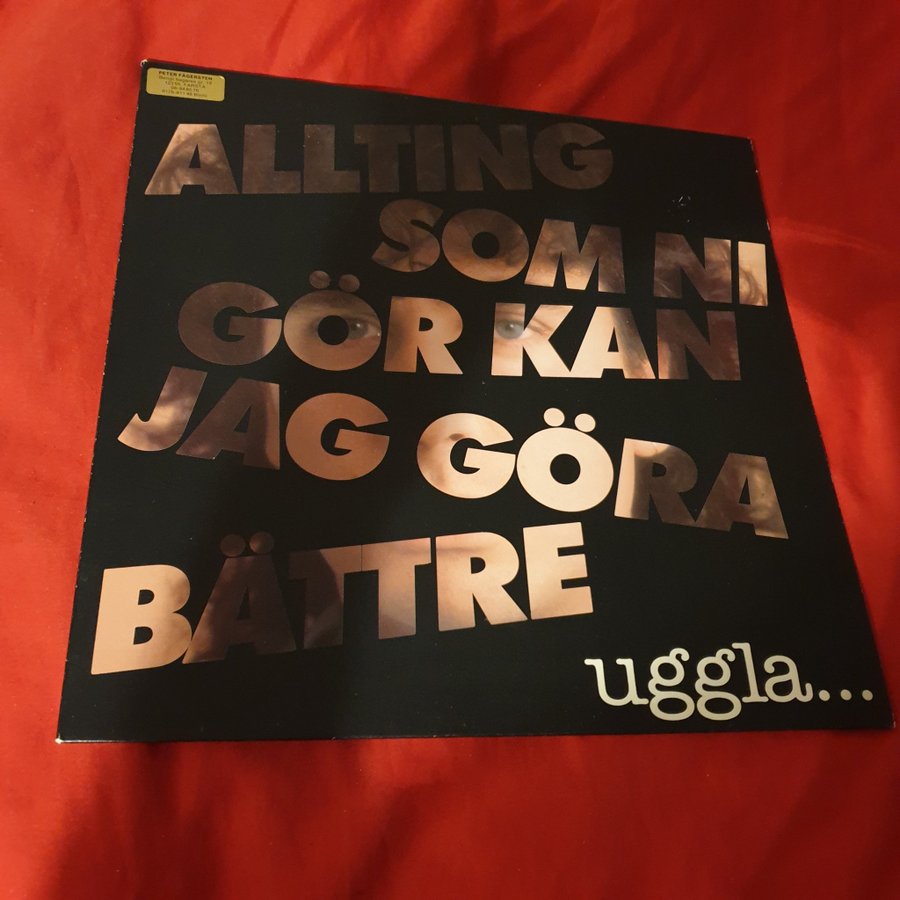 PETER FÄGERSTEN
ALLTING
SOM NI
GÖR KAN
JAG GÖRA
BÄTTRE
uggla...